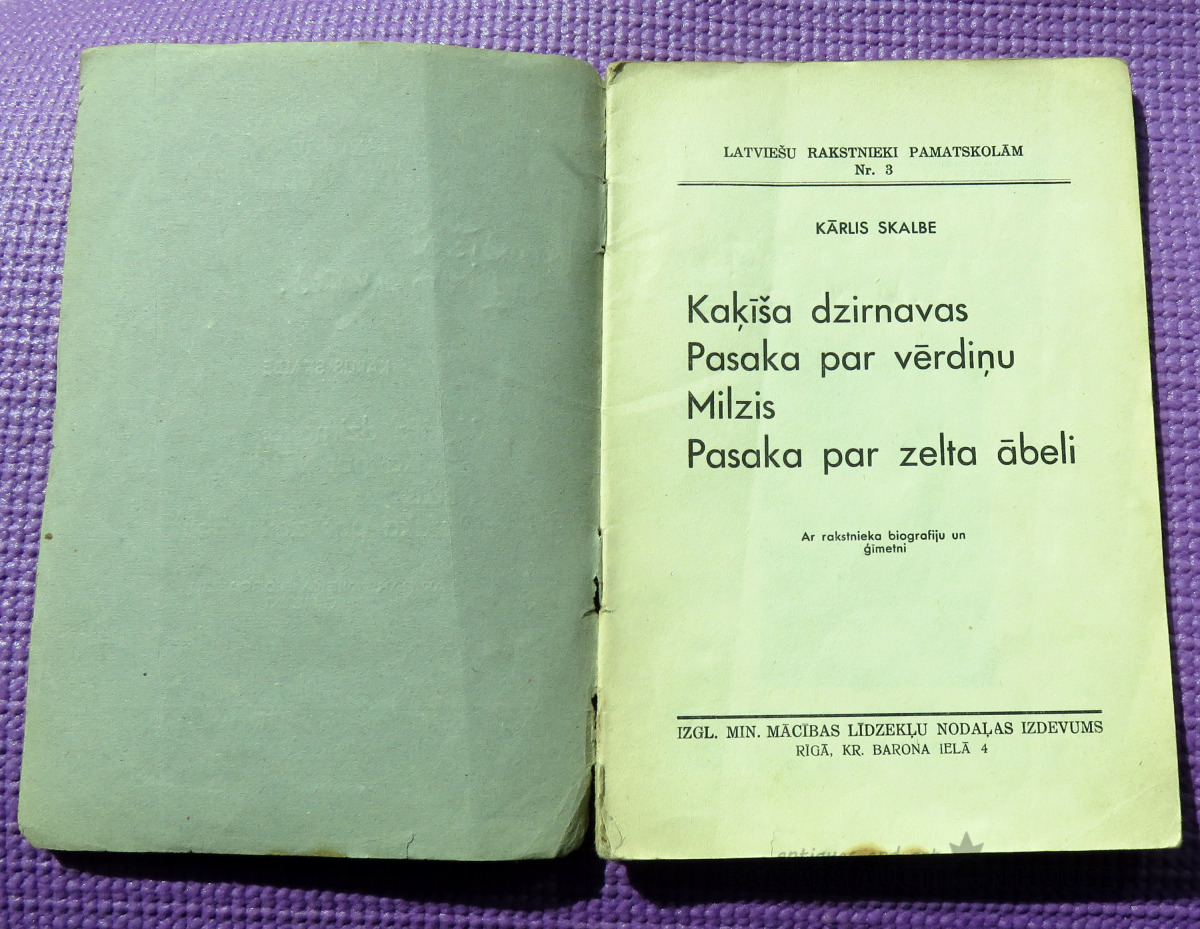 LATVIEŠU RAKSTNIEKI PAMATSKOLĀM
Nr. 3
KĀRLIS SKALBE
Kaķīša dzirnavas
Pasaka par vērdiņu
Milzis
Pasaka par zelta ābeli
Ar rakstnieka biografiju un
ģīmetni
IZGL. MIN. MĀCĪBAS LĪDZEKĻU NODAĻAS IZDEVUMS
RĪGĀ, KR. BARONA IELĀ 4